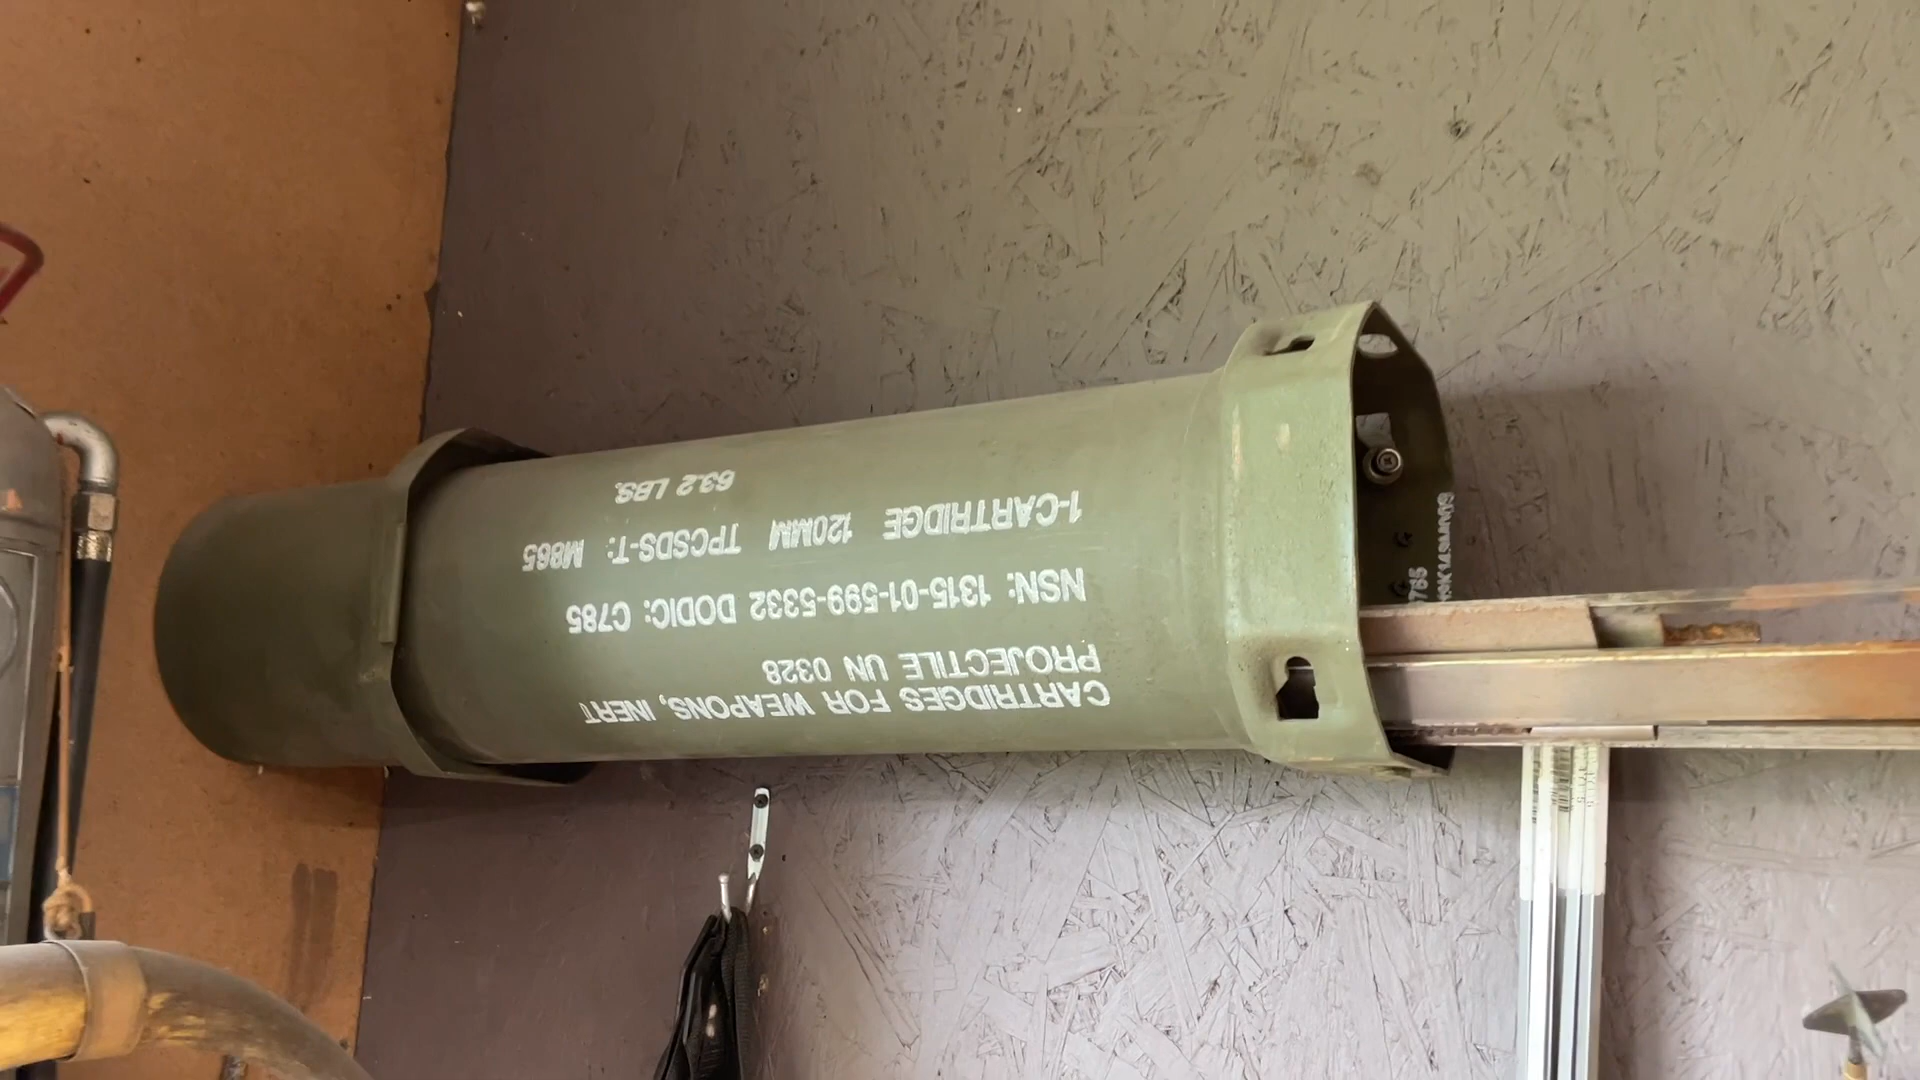 CARTRIDGES FOR WEAPONS, INERT
PROJECTILE UN 0328
NSN: 1315-01-599-5332 DODIC: C785
1-CARTRIDGE 120MM TPCSDS-T: M865
63.2 LBS.